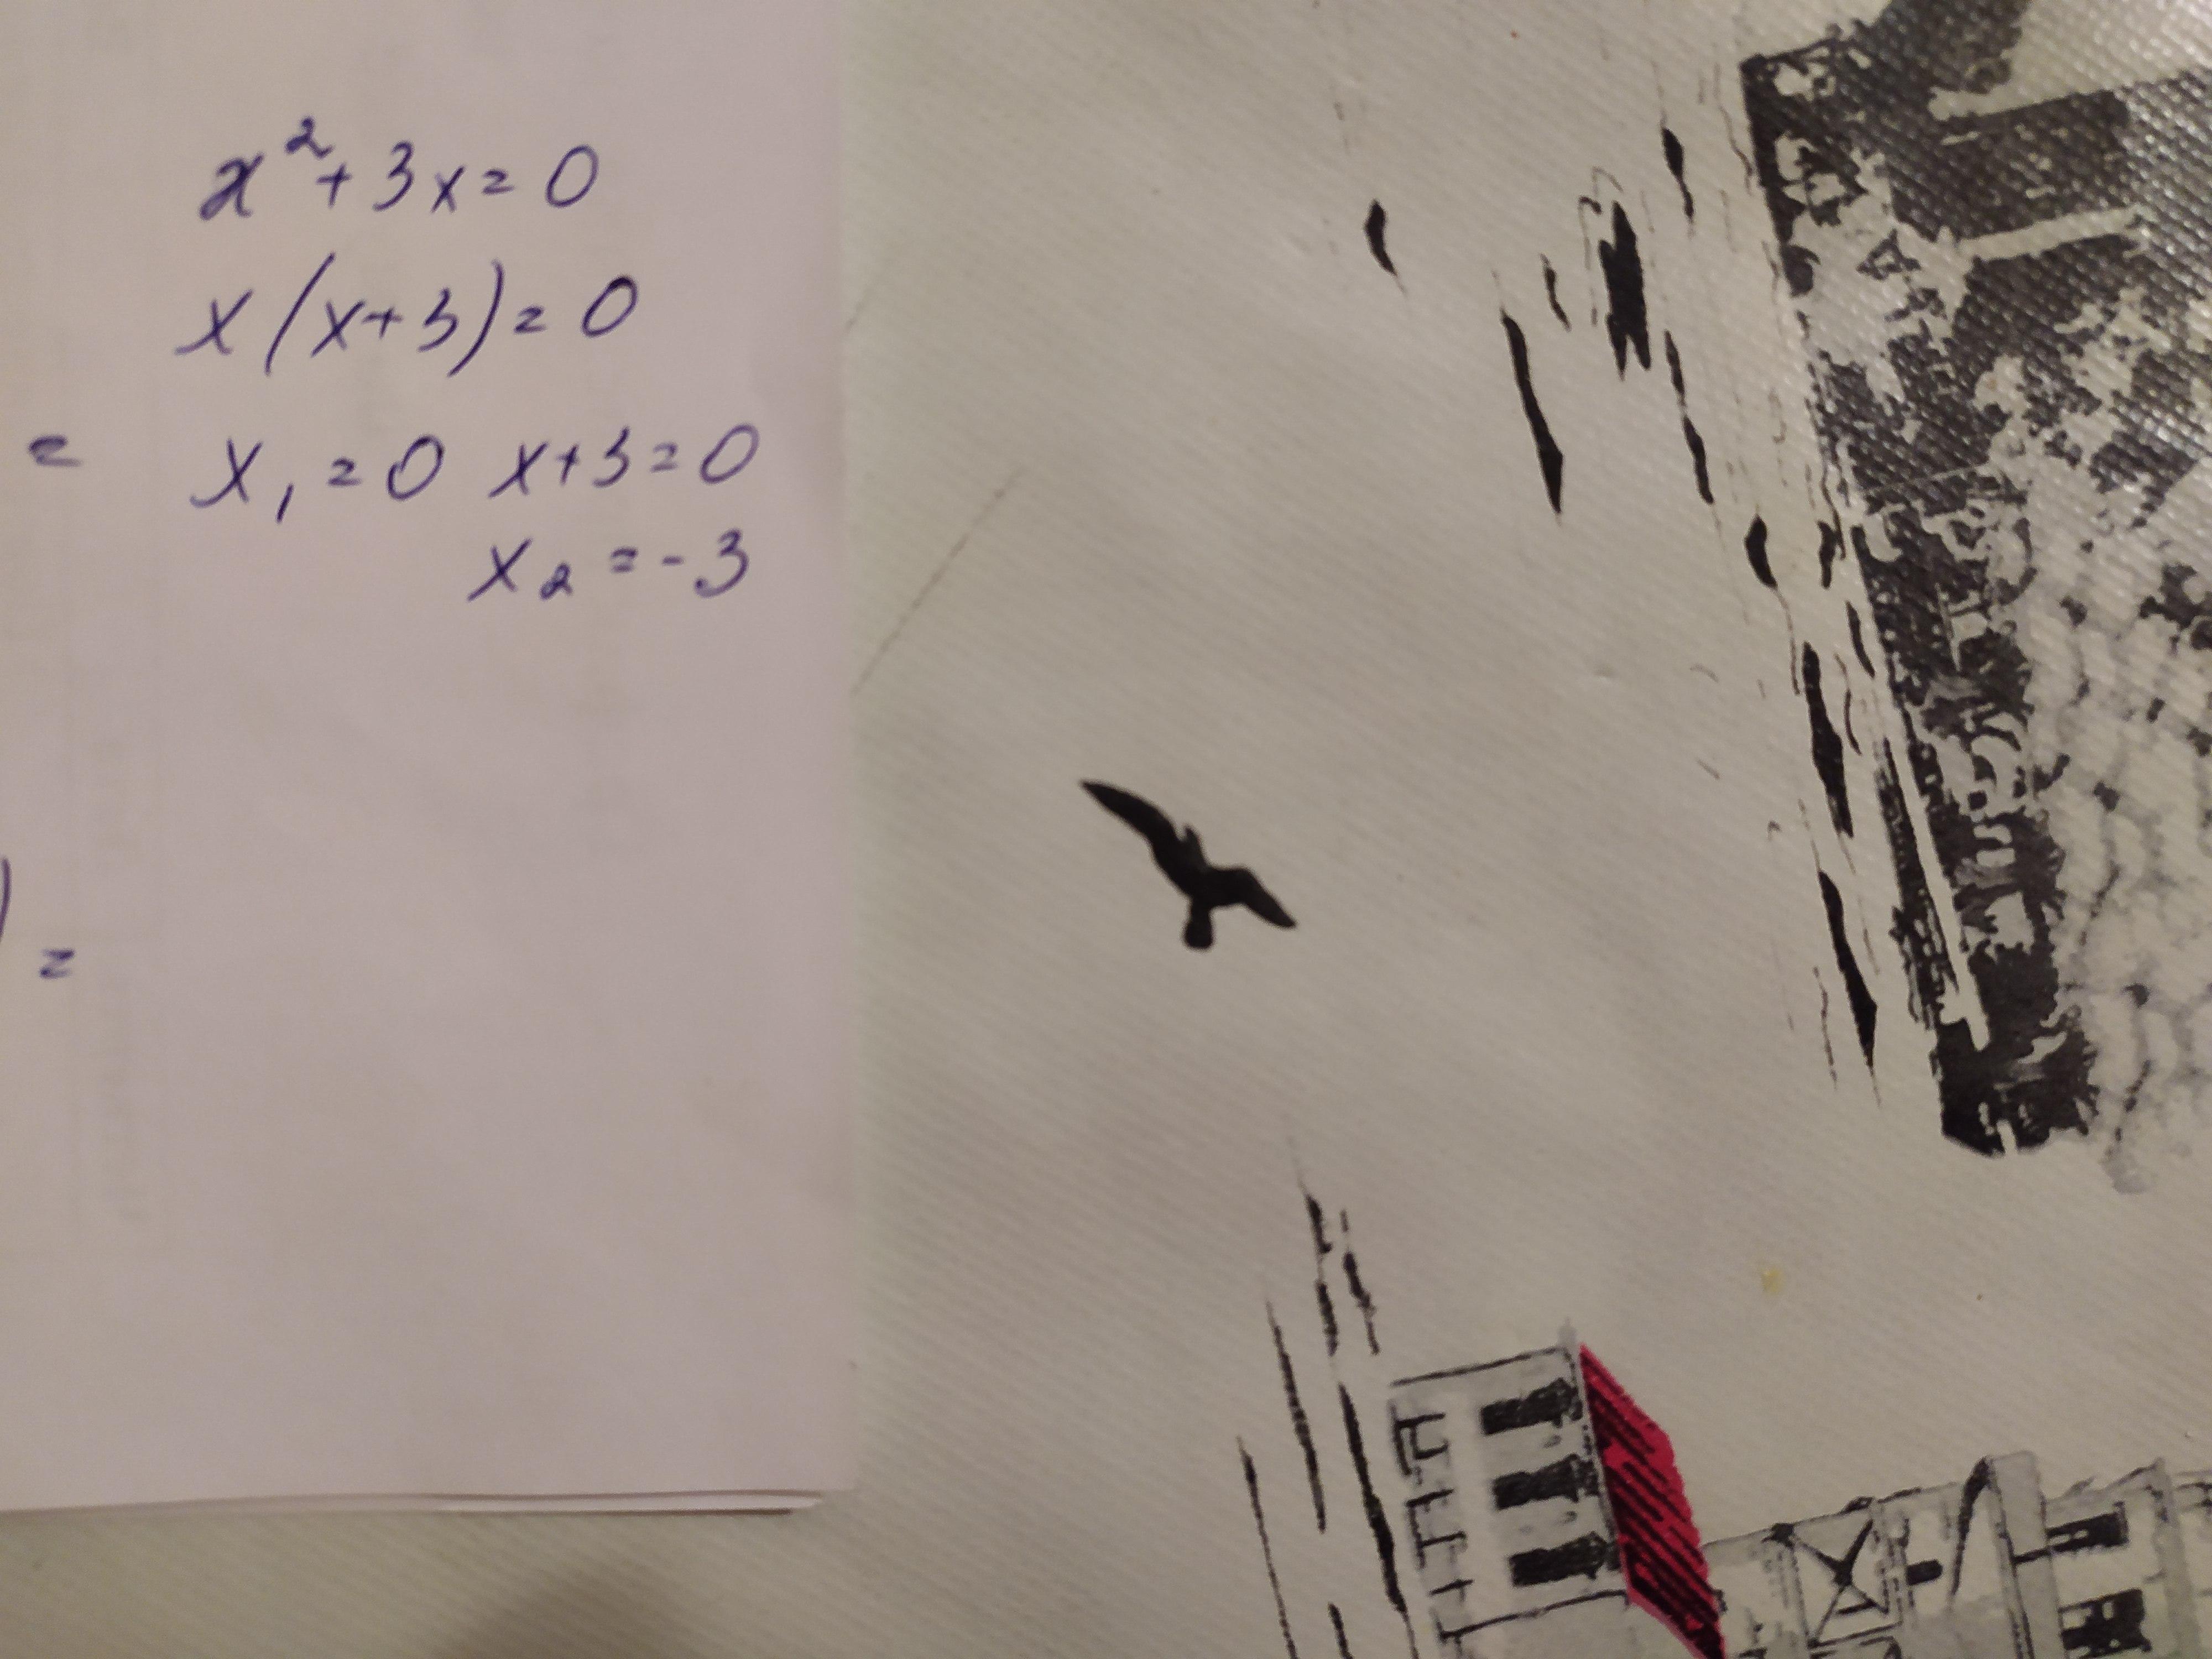 x² + 3x = 0
x(x+3) = 0
= x₁ = 0 x+3=0
x₂ = -3
) =